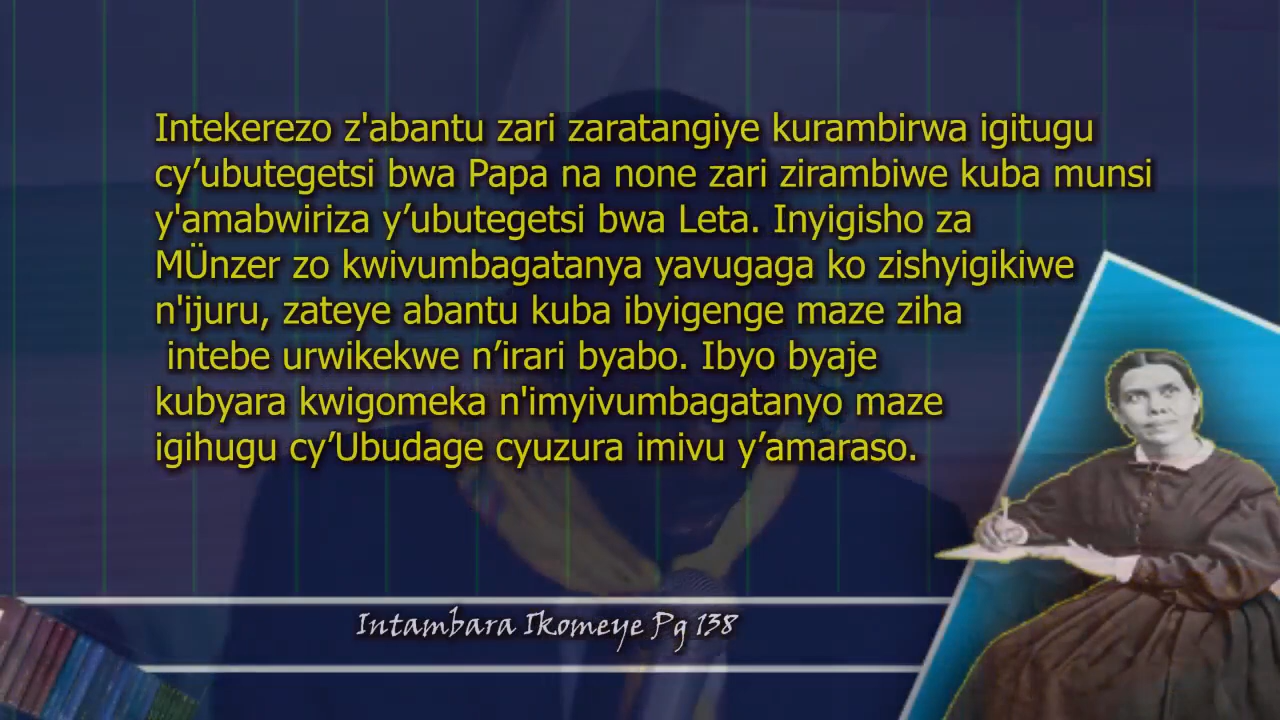 Intekerezo z'abantu zari zaratangiye kurambirwa igitugu
cy’ubutegetsi bwa Papa na none zari zirambiwe kuba munsi
y'amabwiriza y’ubutegetsi bwa Leta. Inyigisho za
MÜnzer zo kwivumbagatanya yavugaga ko zishyigikiwe
n'ijuru, zateye abantu kuba ibyigenge maze ziha
intebe urwikekwe n’irari byabo. Ibyo byaje
kubyara kwigomeka n'imyivumbagatanyo maze
igihugu cy’Ubudage cyuzura imivu y’amaraso.
Intambara Ikomeye Pg 138